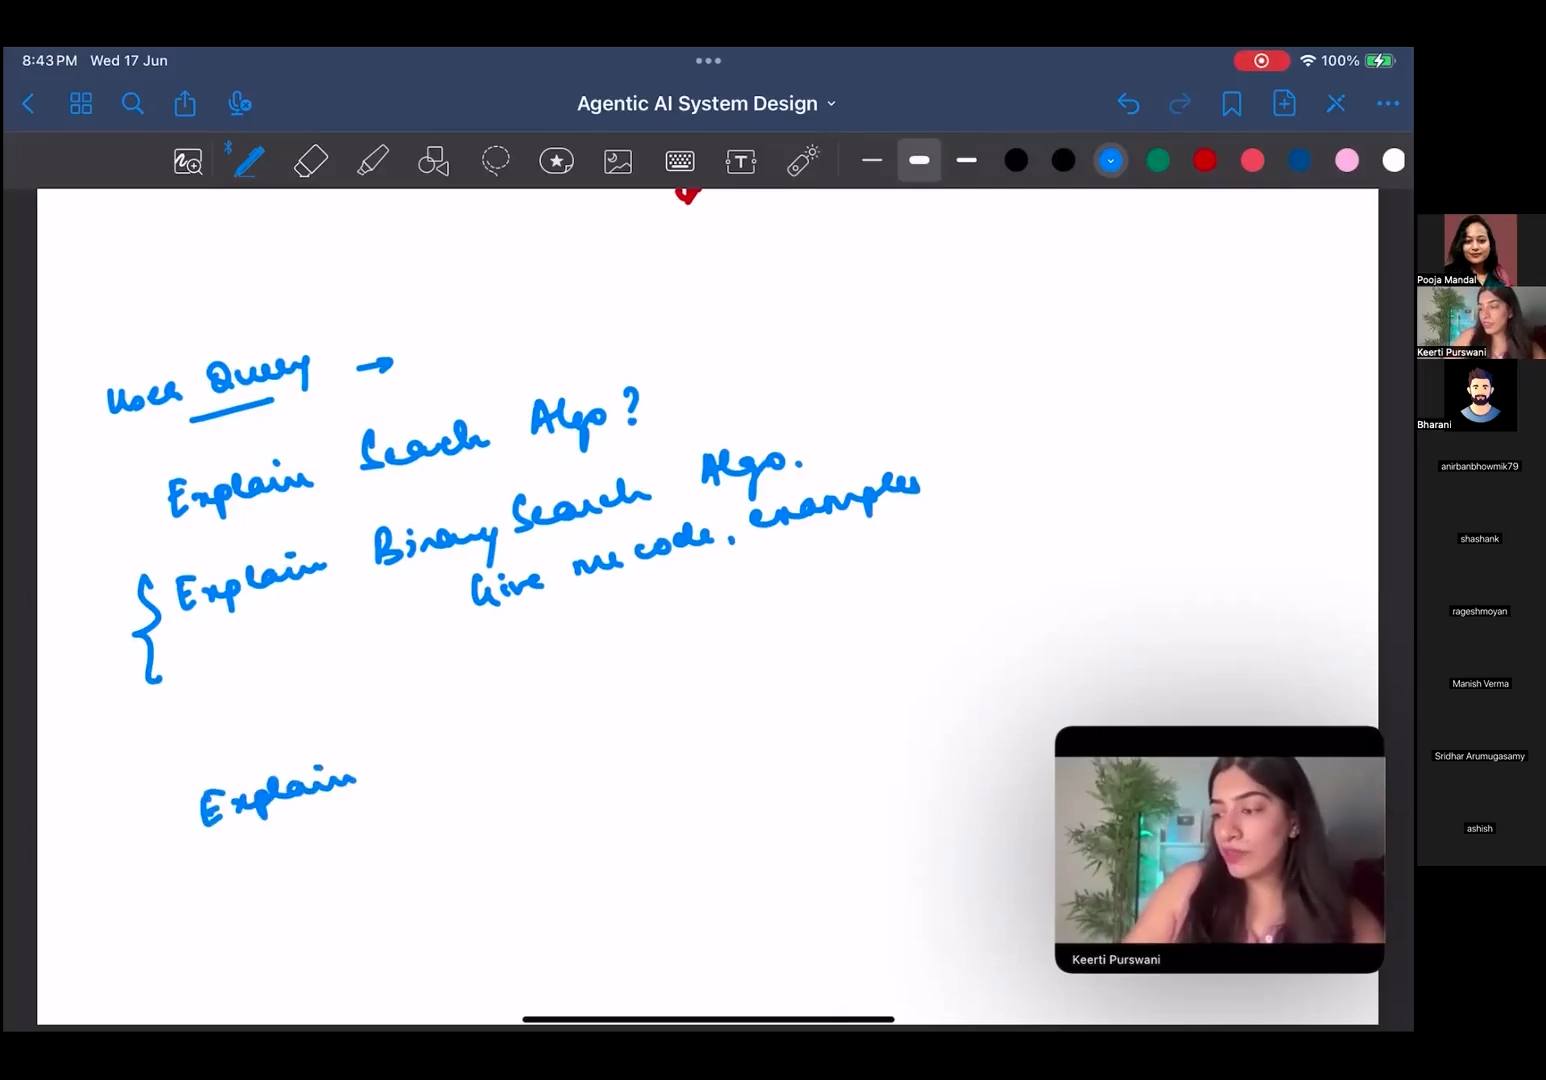 8:43 PM Wed 17 Jun
100%
Agentic AI System Design
T
User Query →
Explain Search Algo?
Explain Binary Search Algo.
Give me code, examples
Explain
Keerti Purswani
Pooja Mandal
Keerti Purswani
Bharani
anirbanbhowmik79
shashank
rageshmoyan
Manish Verma
Sridhar Arumugasamy
ashish